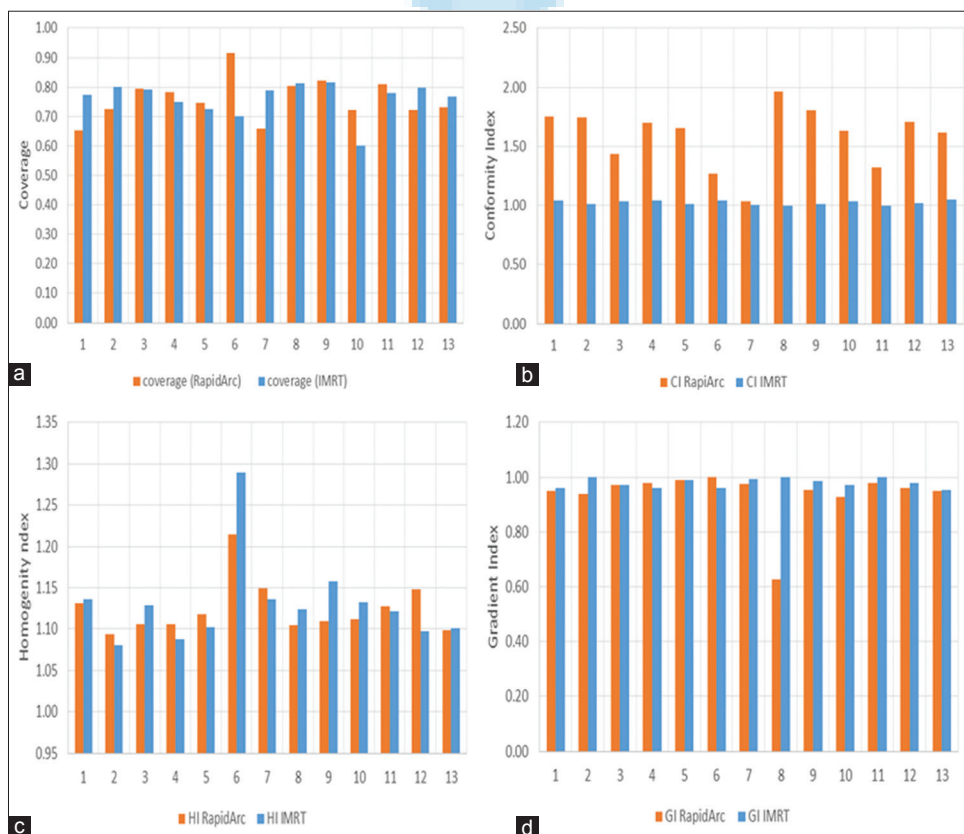 1.00
0.90
0.80
0.70
0.60
0.50
0.40
0.30
0.20
0.10
0.00
Coverage
1 2 3 4 5 6 7 8 9 10 11 12 13
coverage (RapidArc) coverage (IMRT)
a
2.50
2.00
1.50
1.00
0.50
0.00
Conformity Index
1 2 3 4 5 6 7 8 9 10 11 12 13
CI RapiArc CI IMRT
b
1.35
1.30
1.25
1.20
1.15
1.10
1.05
1.00
0.95
Homogenity ndex
1 2 3 4 5 6 7 8 9 10 11 12 13
HI RapidArc HI IMRT
c
1.20
1.00
0.80
0.60
0.40
0.20
0.00
Gradient Index
1 2 3 4 5 6 7 8 9 10 11 12 13
GI RapidArc GI IMRT
d